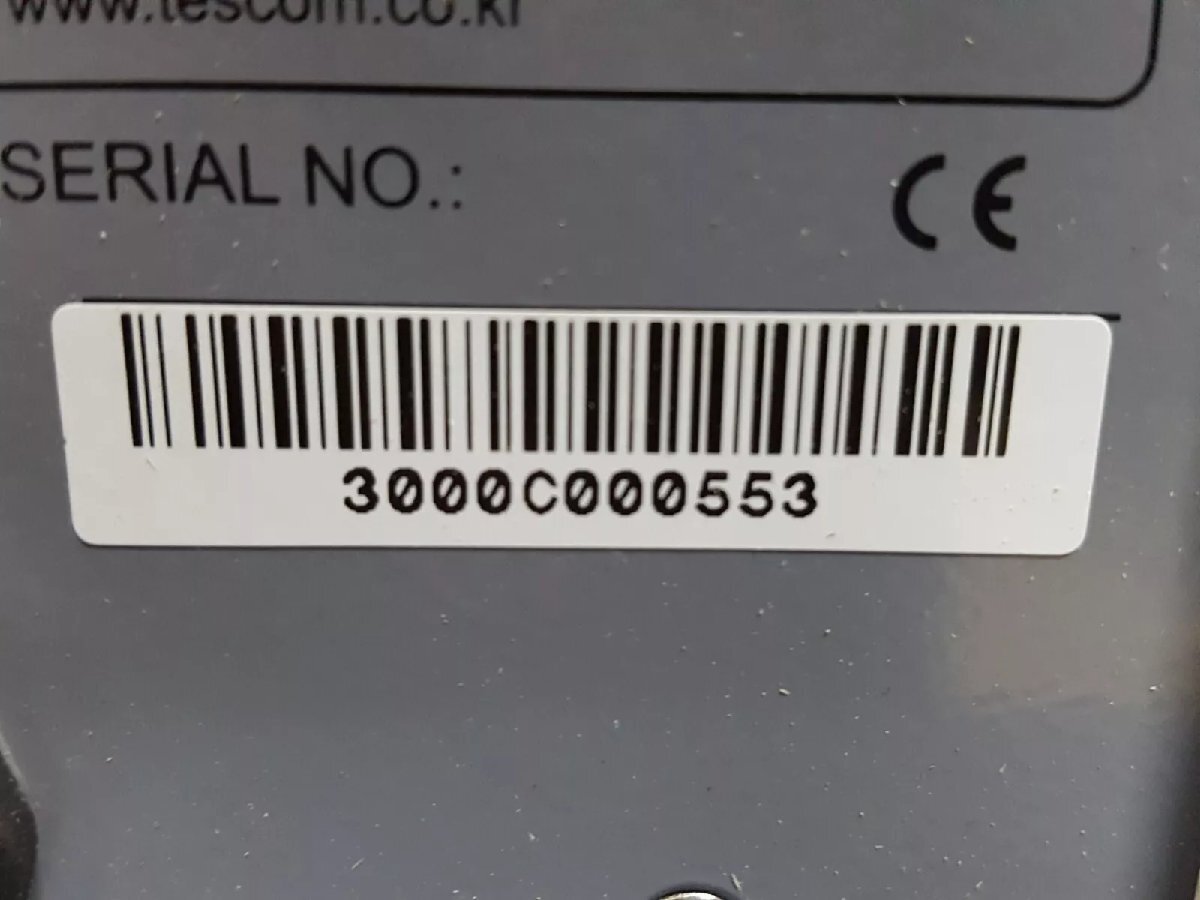 www.tescom.co.kr
SERIAL NO.:
CE
3000C000553